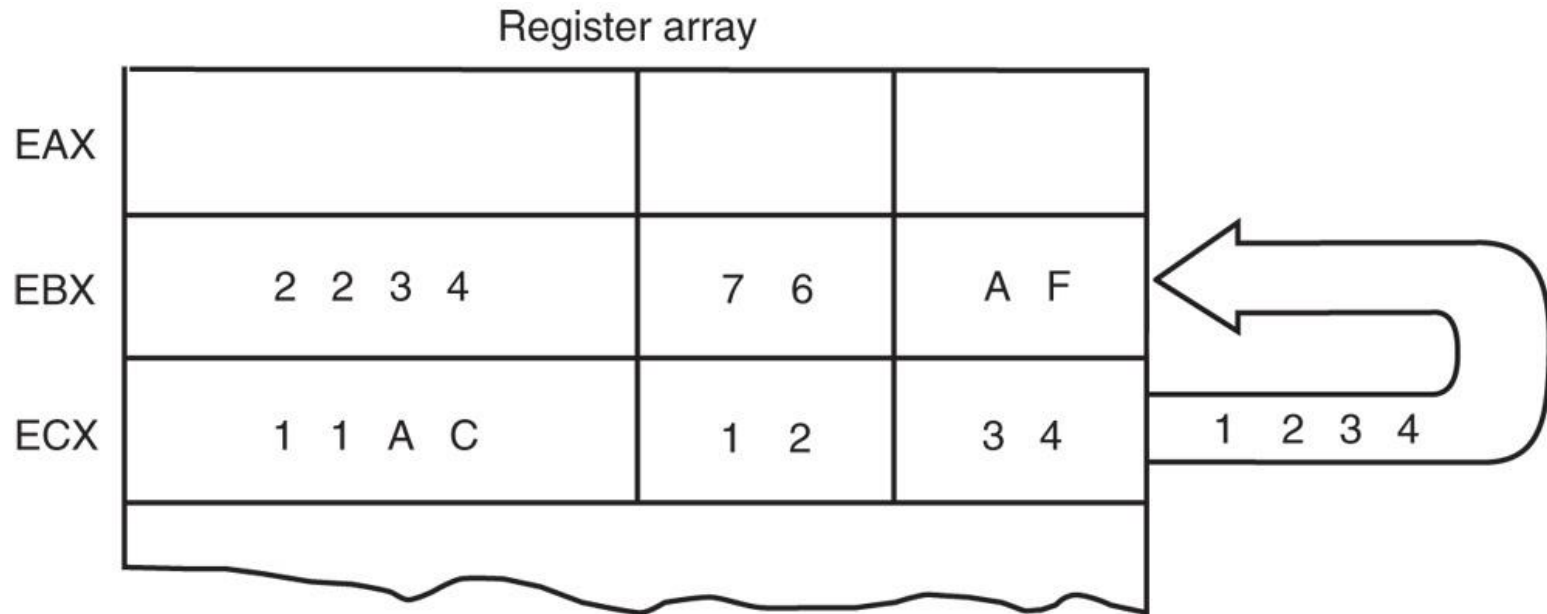 Register array
EAX
EBX 2 2 3 4 7 6 A F
ECX 1 1 A C 1 2 3 4 1 2 3 4